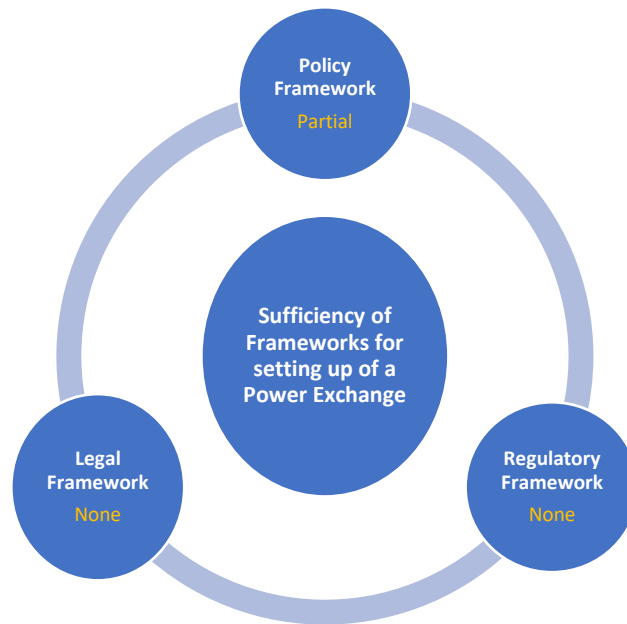 Policy
Framework
Partial
Sufficiency of
Frameworks for
setting up of a
Power Exchange
Legal
Framework
None
Regulatory
Framework
None